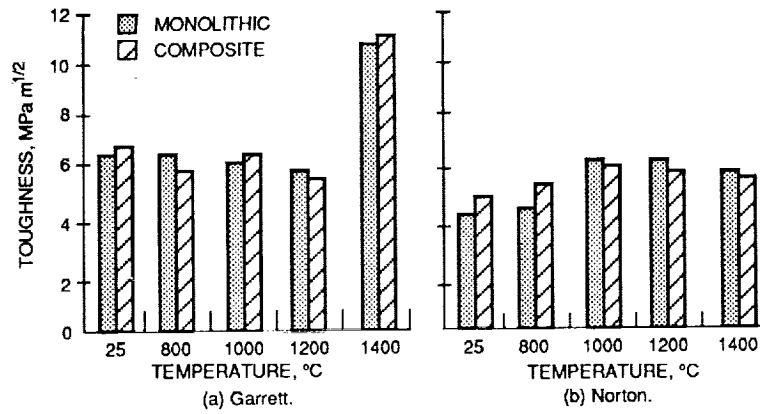 12
10
8
6
4
2
0
TOUGHNESS, MPa m1/2
MONOLITHIC
COMPOSITE
25 800 1000 1200 1400
TEMPERATURE, °C
(a) Garrett.
25 800 1000 1200 1400
TEMPERATURE, °C
(b) Norton.